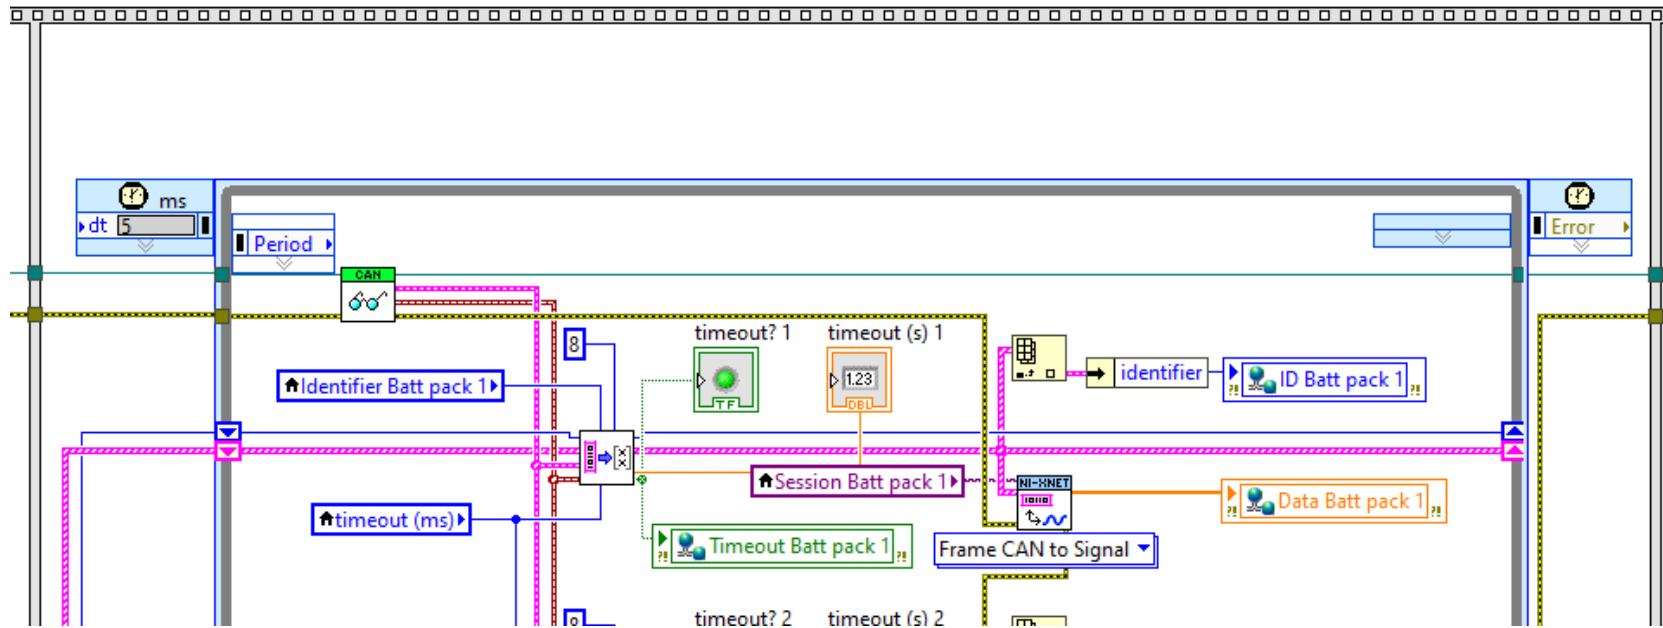 ms
dt 5
Period
Error
CAN
timeout? 1
timeout (s) 1
8
Identifier Batt pack 1
TF
1.23
DBL
identifier
ID Batt pack 1
?!
?!
Session Batt pack 1
NI-XNET
timeout (ms)
Data Batt pack 1
?!
?!
Timeout Batt pack 1
?!
?!
Frame CAN to Signal
8
timeout? 2
timeout (s) 2